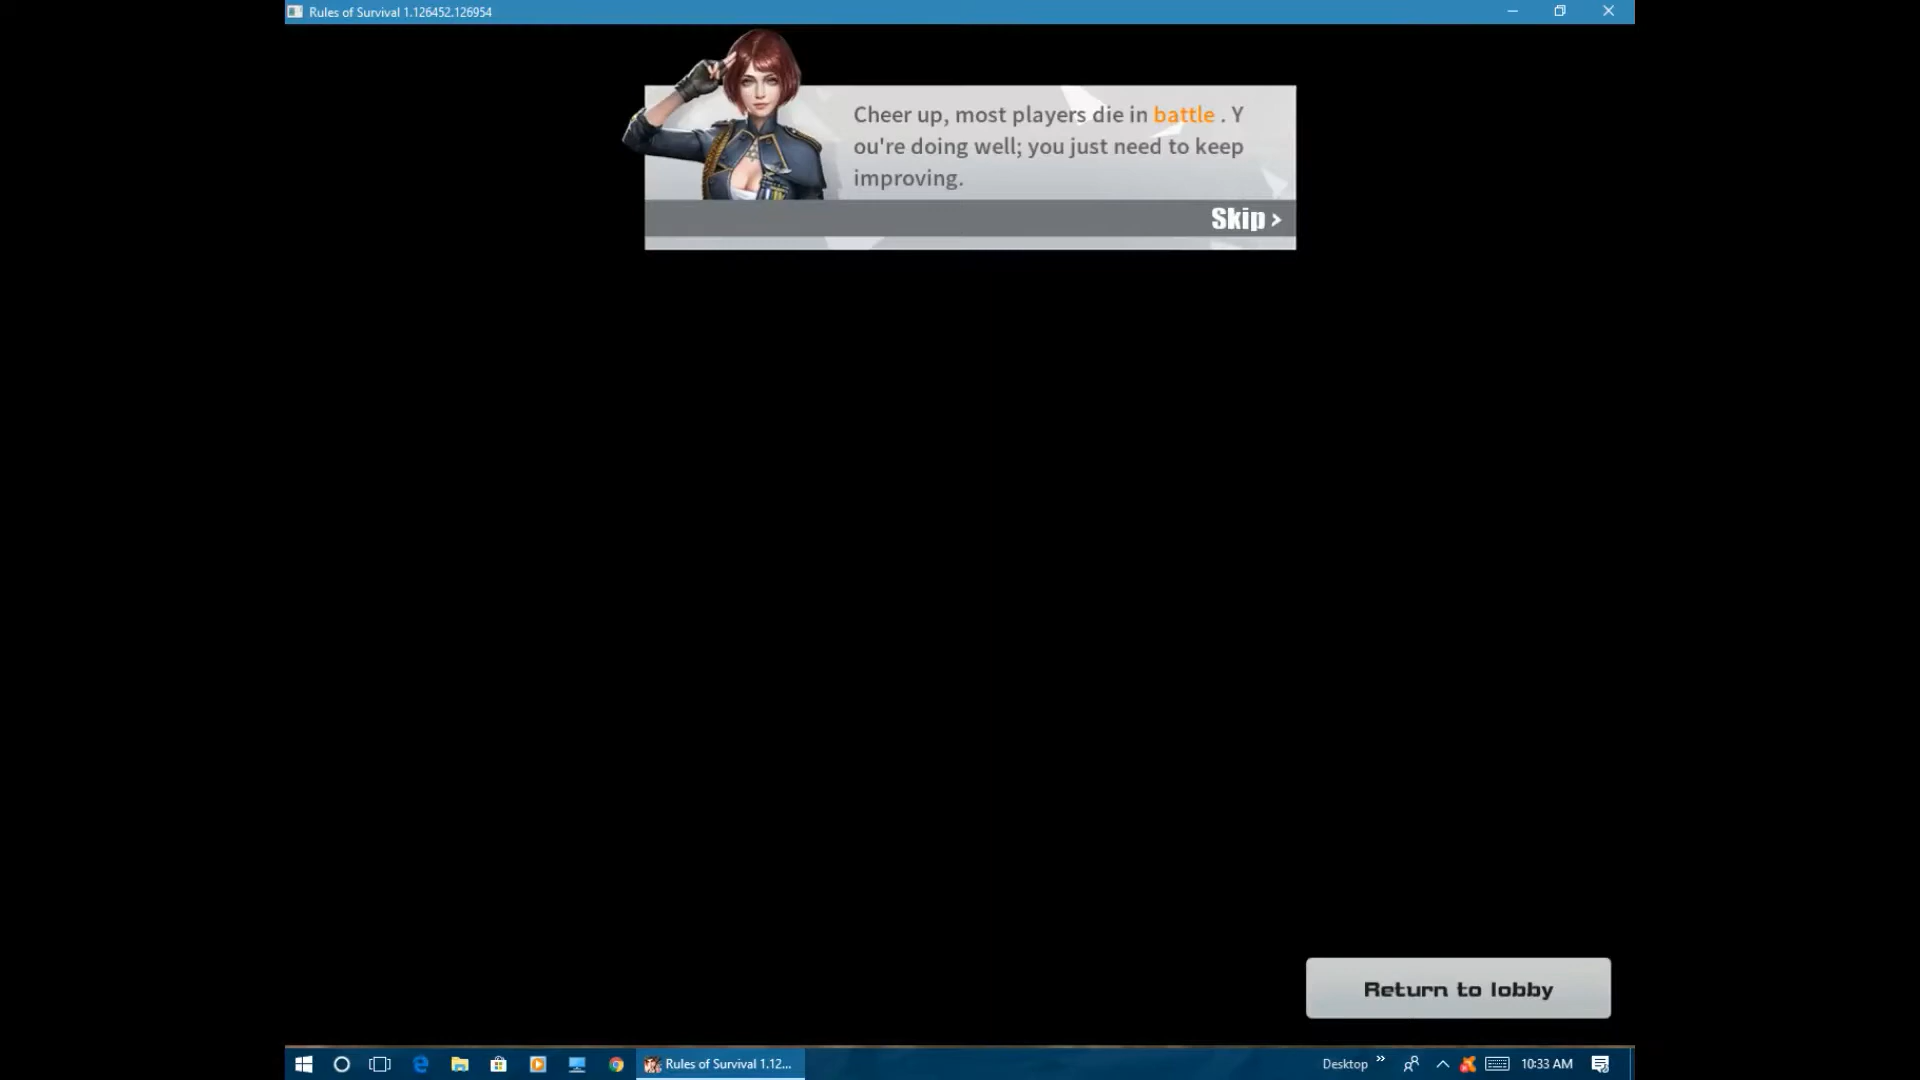 Rules of Survival 1.126452.126954
Cheer up, most players die in battle . Y
ou're doing well; you just need to keep
improving.
Skip >
Return to lobby
Rules of Survival 1.12...
Desktop
10:33 AM